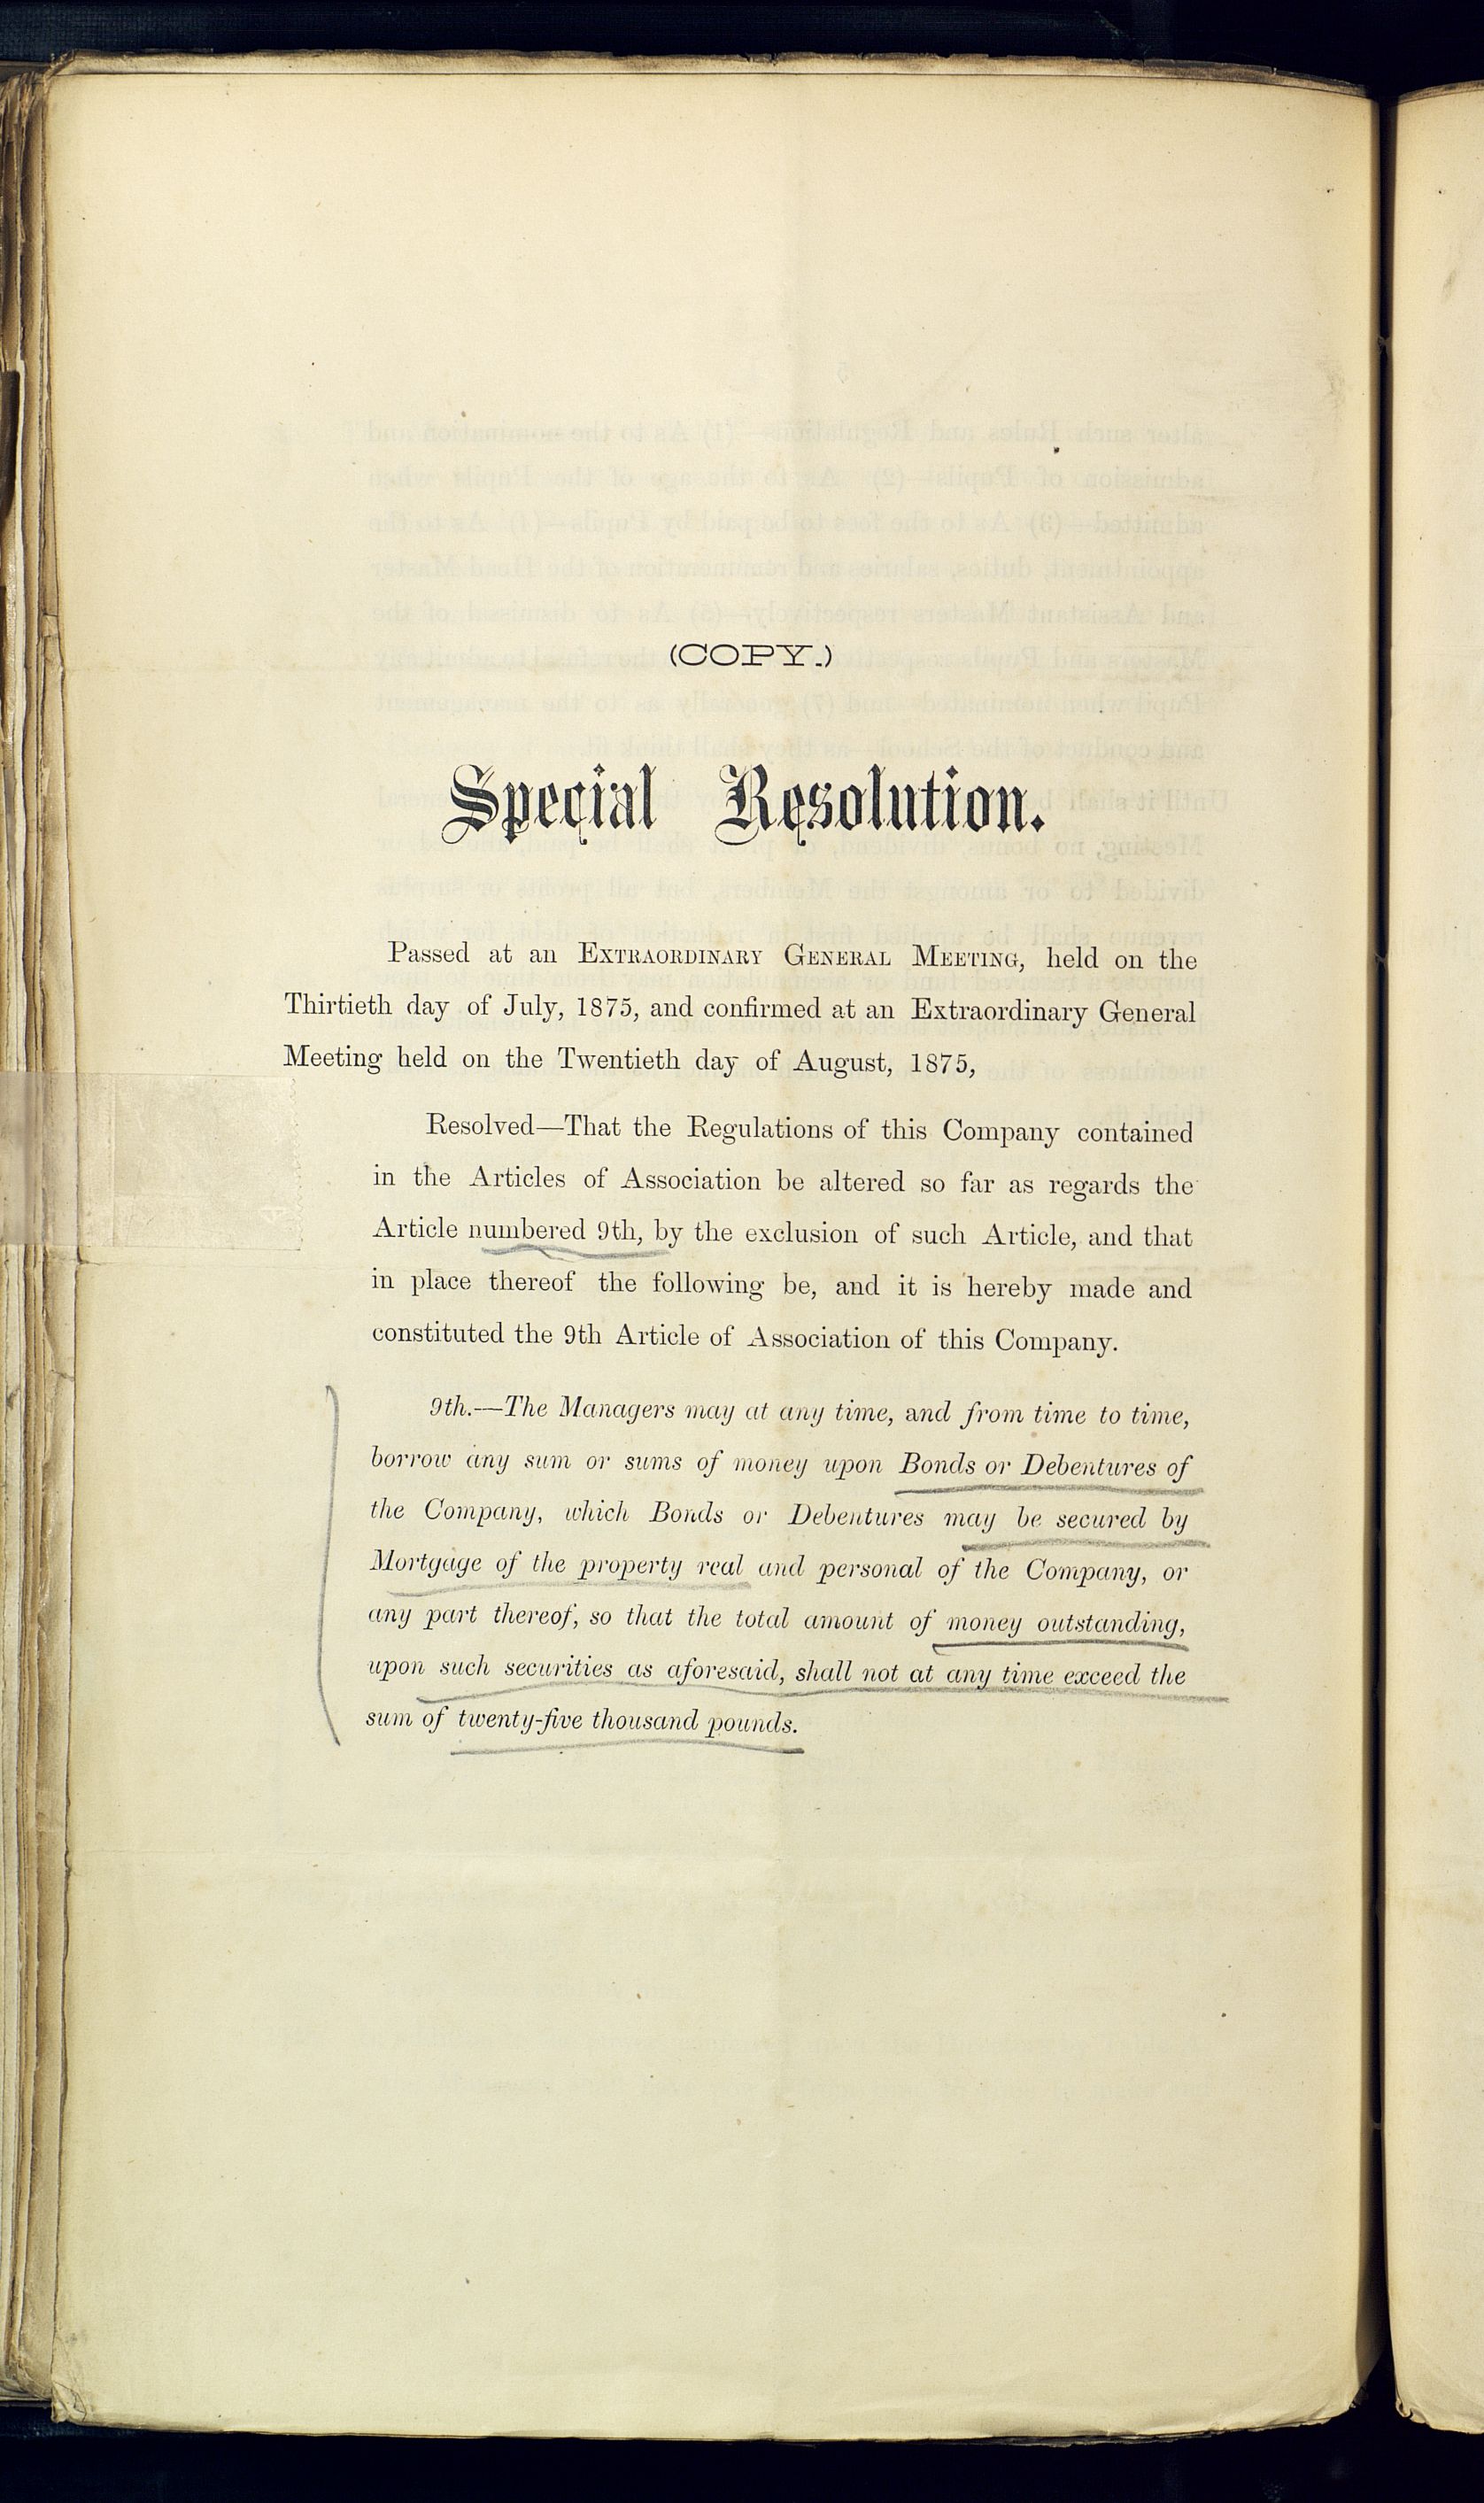 (COPY.)
Special Resolution.
Passed at an EXTRAORDINARY GENERAL MEETING, held on the
Thirtieth day of July, 1875, and confirmed at an Extraordinary General
Meeting held on the Twentieth day of August, 1875,
Resolved—That the Regulations of this Company contained
in the Articles of Association be altered so far as regards the
Article numbered 9th, by the exclusion of such Article, and that
in place thereof the following be, and it is hereby made and
constituted the 9th Article of Association of this Company.
9th.—The Managers may at any time, and from time to time,
borrow any sum or sums of money upon Bonds or Debentures of
the Company, which Bonds or Debentures may be secured by
Mortgage of the property real and personal of the Company, or
any part thereof, so that the total amount of money outstanding,
upon such securities as aforesaid, shall not at any time exceed the
sum of twenty-five thousand pounds.